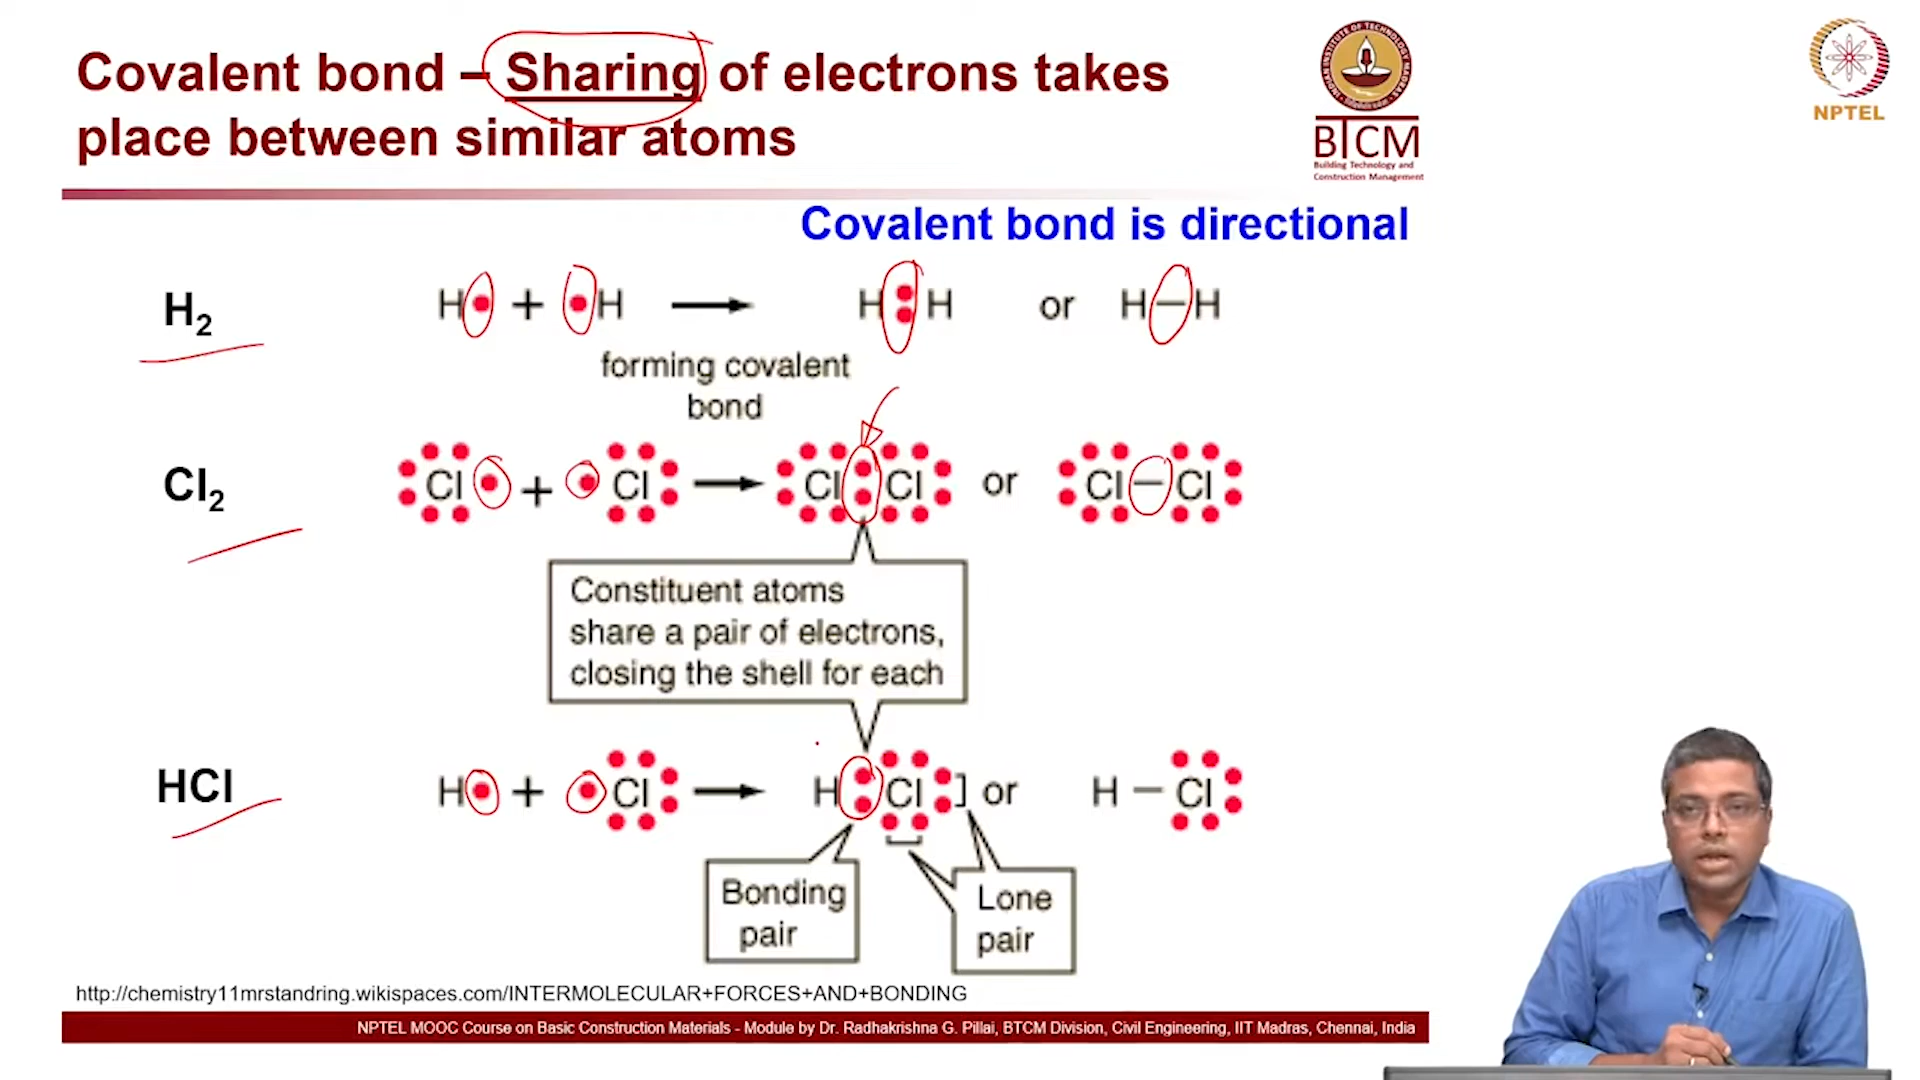 Covalent bond – Sharing of electrons takes
place between similar atoms
BTCM
Building Technology and
Construction Management
NPTEL
Covalent bond is directional
H2 H + H H H or H – H
forming covalent
bond
Cl2 Cl + Cl Cl Cl or Cl – Cl
Constituent atoms
share a pair of electrons,
closing the shell for each
HCl H + Cl H Cl ] or H – Cl
Bonding
pair
Lone
pair
http://chemistry11mrstandring.wikispaces.com/INTERMOLECULAR+FORCES+AND+BONDING
NPTEL MOOC Course on Basic Construction Materials - Module by Dr. Radhakrishna G. Pillai, BTCM Division, Civil Engineering, IIT Madras, Chennai, India